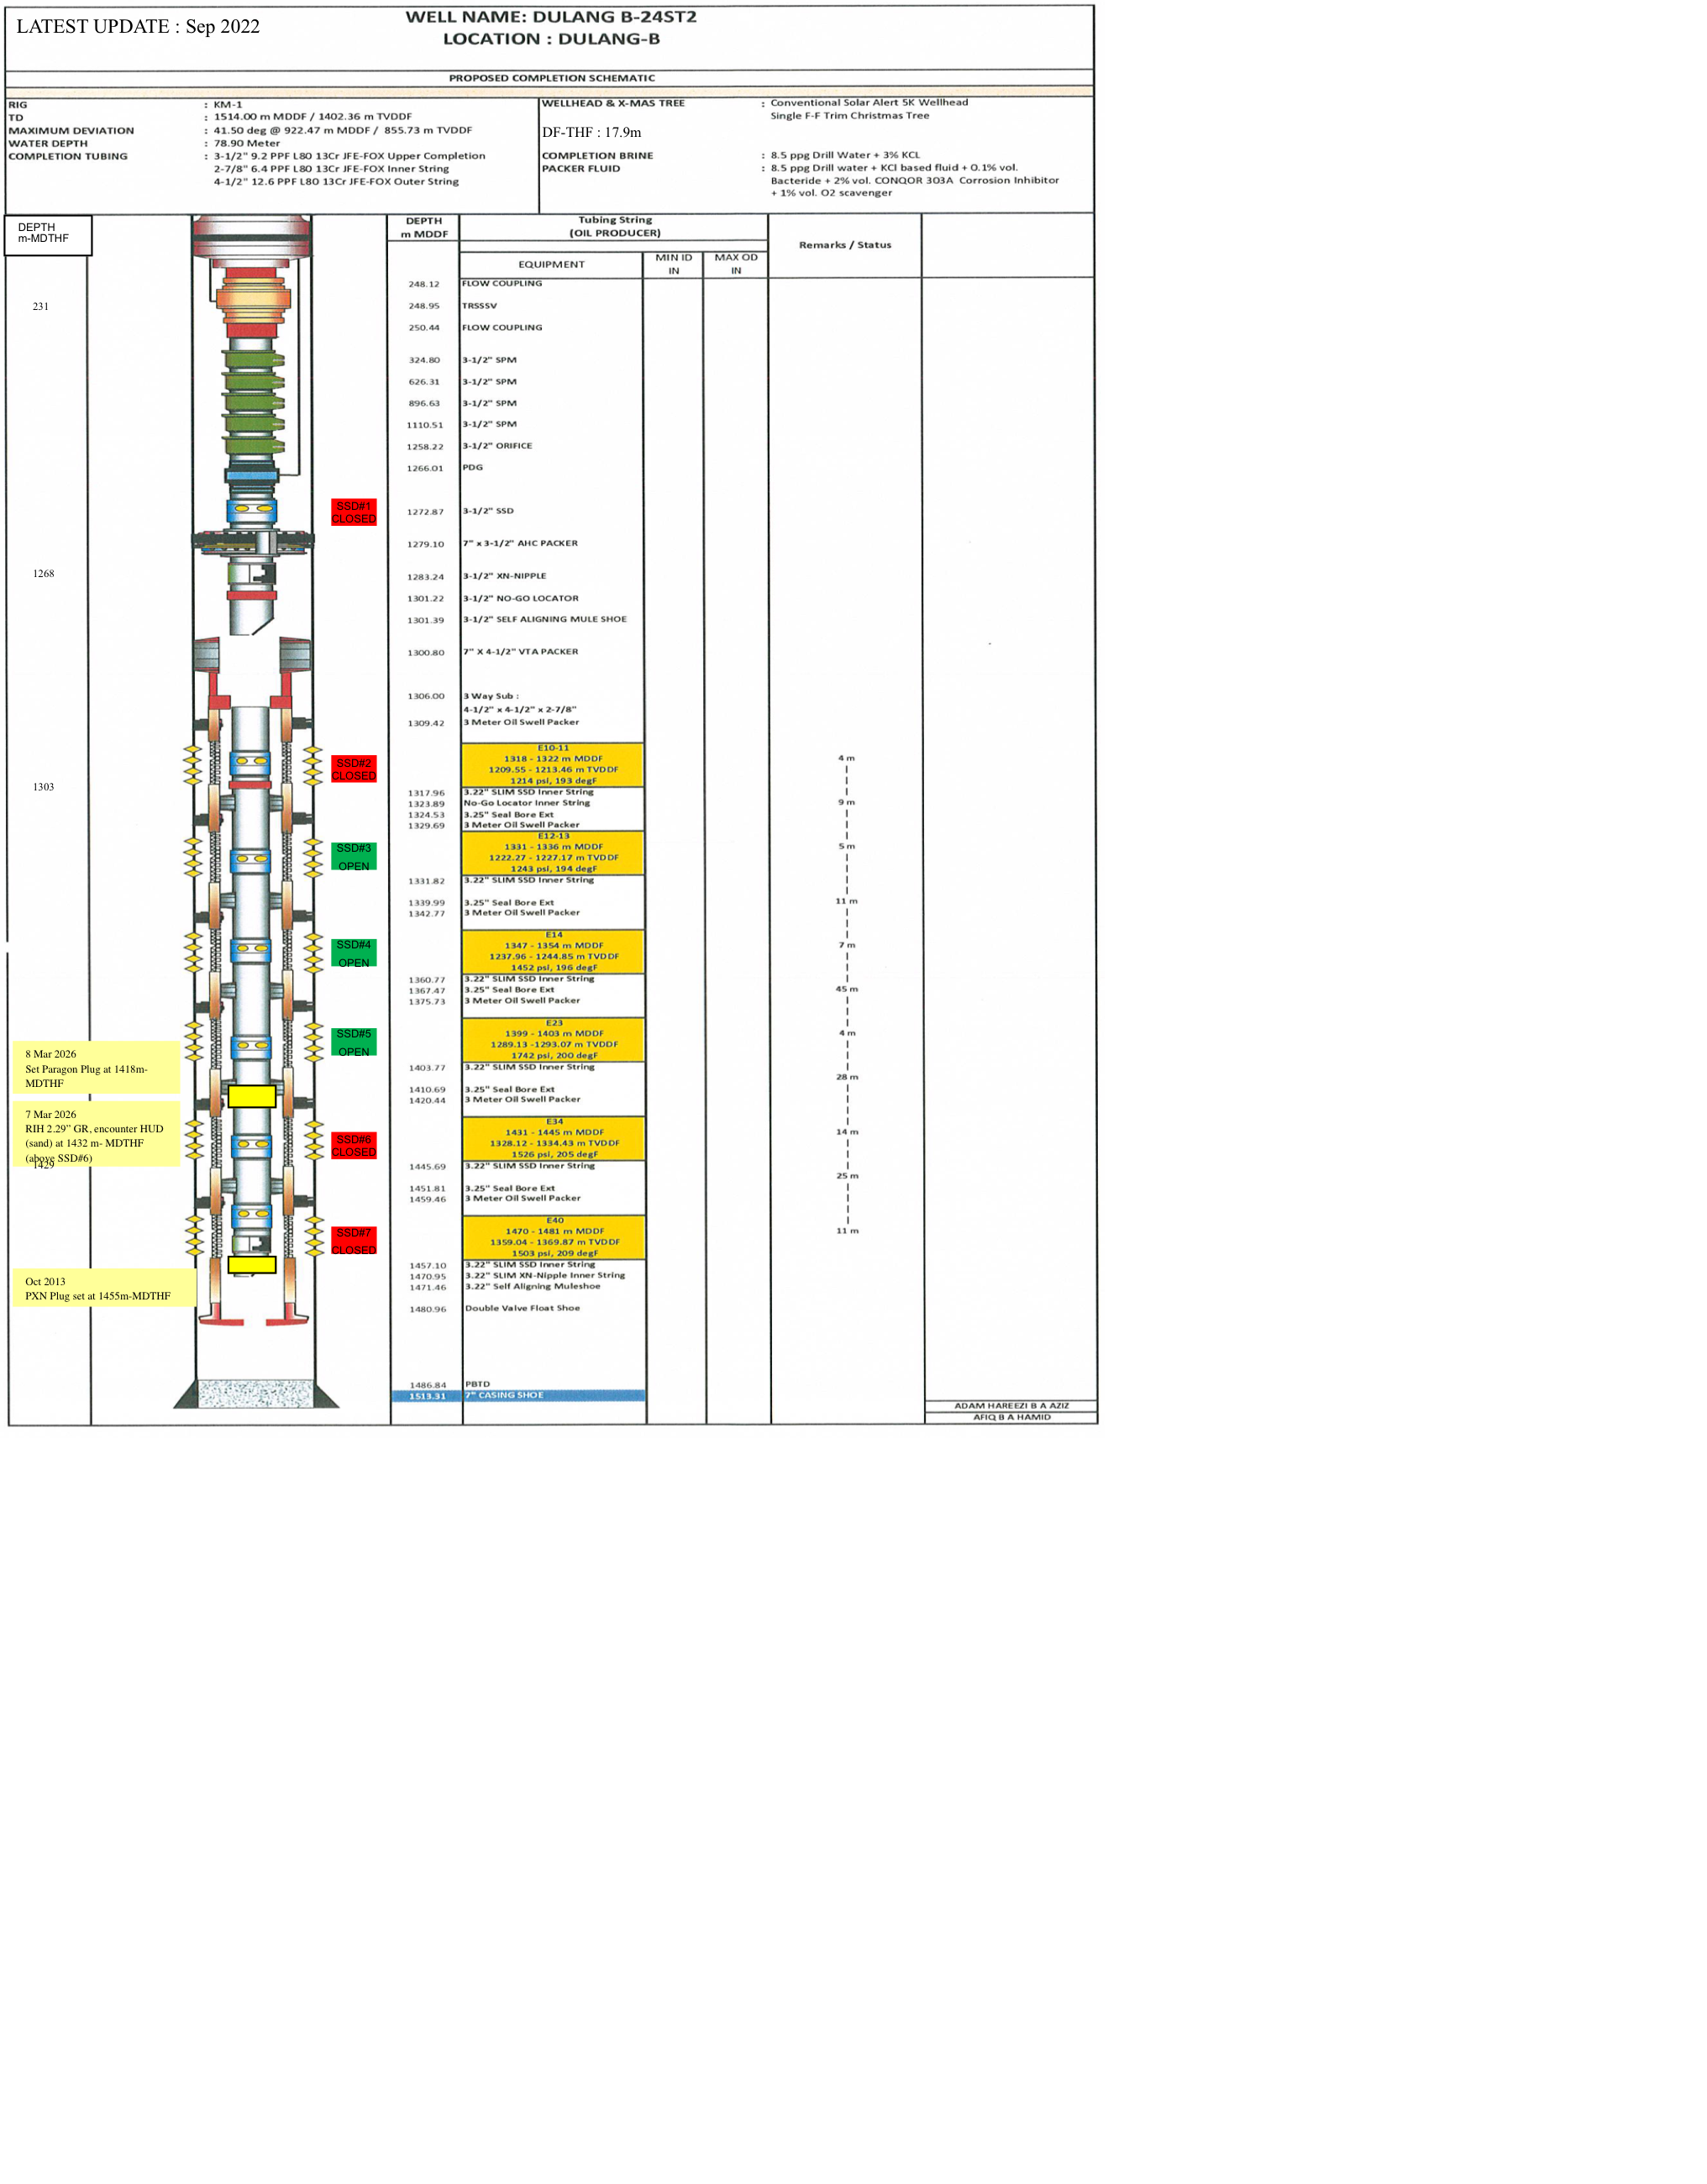 LATEST UPDATE : Sep 2022
WELL NAME: DULANG B-24ST2
LOCATION : DULANG-B
PROPOSED COMPLETION SCHEMATIC
RIG : KM-1
TD : 1514.00 m MDDF / 1402.36 m TVDDF
MAXIMUM DEVIATION : 41.50 deg @ 922.47 m MDDF / 855.73 m TVDDF
WATER DEPTH : 78.90 Meter
COMPLETION TUBING : 3-1/2" 9.2 PPF L80 13Cr JFE-FOX Upper Completion
2-7/8" 6.4 PPF L80 13Cr JFE-FOX Inner String
4-1/2" 12.6 PPF L80 13Cr JFE-FOX Outer String
WELLHEAD & X-MAS TREE : Conventional Solar Alert 5K Wellhead
Single F-F Trim Christmas Tree
DF-THF : 17.9m
COMPLETION BRINE : 8.5 ppg Drill Water + 3% KCL
PACKER FLUID : 8.5 ppg Drill water + KCl based fluid + 0.1% vol.
Bactericide + 2% vol. CONQOR 303A Corrosion Inhibitor
+ 1% vol. O2 scavenger
DEPTH
m-MDTHF
DEPTH
m MDDF
Tubing String
(OIL PRODUCER)
EQUIPMENT
MIN ID
IN
MAX OD
IN
Remarks / Status
248.12 FLOW COUPLING
231
248.95 TRSSSV
250.44 FLOW COUPLING
324.80 3-1/2" SPM
626.31 3-1/2" SPM
896.63 3-1/2" SPM
1110.51 3-1/2" SPM
1258.22 3-1/2" ORIFICE
1266.01 PDG
SSD#1
CLOSED
1272.87 3-1/2" SSD
1279.10 7" x 3-1/2" AHC PACKER
1268
1283.24 3-1/2" XN-NIPPLE
1301.22 3-1/2" NO-GO LOCATOR
1301.39 3-1/2" SELF ALIGNING MULE SHOE
1300.80 7" X 4-1/2" VTA PACKER
1306.00 3 Way Sub :
4-1/2" x 4-1/2" x 2-7/8"
1309.42 3 Meter Oil Swell Packer
E10-11
1318 - 1322 m MDDF
1209.55 - 1213.46 m TVDDF
1214 psi, 193 degF
4 m
SSD#2
CLOSED
1303
1317.96 3.22" SLIM SSD Inner String
1323.89 No-Go Locator Inner String
9 m
1324.53 3.25" Seal Bore Ext
1329.69 3 Meter Oil Swell Packer
E12-13
1331 - 1336 m MDDF
1222.27 - 1227.17 m TVDDF
1243 psi, 194 degF
5 m
SSD#3
OPEN
1331.82 3.22" SLIM SSD Inner String
1339.99 3.25" Seal Bore Ext
11 m
1342.77 3 Meter Oil Swell Packer
E14
1347 - 1354 m MDDF
1237.96 - 1244.85 m TVDDF
1452 psi, 196 degF
7 m
SSD#4
OPEN
1360.77 3.22" SLIM SSD Inner String
1367.47 3.25" Seal Bore Ext
45 m
1375.73 3 Meter Oil Swell Packer
E23
1399 - 1403 m MDDF
1289.13 -1293.07 m TVDDF
1742 psi, 200 degF
4 m
SSD#5
OPEN
8 Mar 2026
Set Paragon Plug at 1418m-
MDTHF
1403.77 3.22" SLIM SSD Inner String
28 m
1410.69 3.25" Seal Bore Ext
1420.44 3 Meter Oil Swell Packer
7 Mar 2026
RIH 2.29" GR, encounter HUD
(sand) at 1432 m- MDTHF
(above SSD#6)
1429
E34
1431 - 1445 m MDDF
1328.12 - 1334.43 m TVDDF
1526 psi, 205 degF
14 m
SSD#6
CLOSED
1445.69 3.22" SLIM SSD Inner String
25 m
1451.81 3.25" Seal Bore Ext
1459.46 3 Meter Oil Swell Packer
E40
1470 - 1481 m MDDF
1359.04 - 1369.87 m TVDDF
1503 psi, 209 degF
11 m
SSD#7
CLOSED
1457.10 3.22" SLIM SSD Inner String
1470.95 3.22" SLIM XN-Nipple Inner String
1471.46 3.22" Self Aligning Muleshoe
Oct 2013
PXN Plug set at 1455m-MDTHF
1480.96 Double Valve Float Shoe
1486.84 PBTD
1513.31 7" CASING SHOE
ADAM HAREEZI B A AZIZ
AFIQ B A HAMID